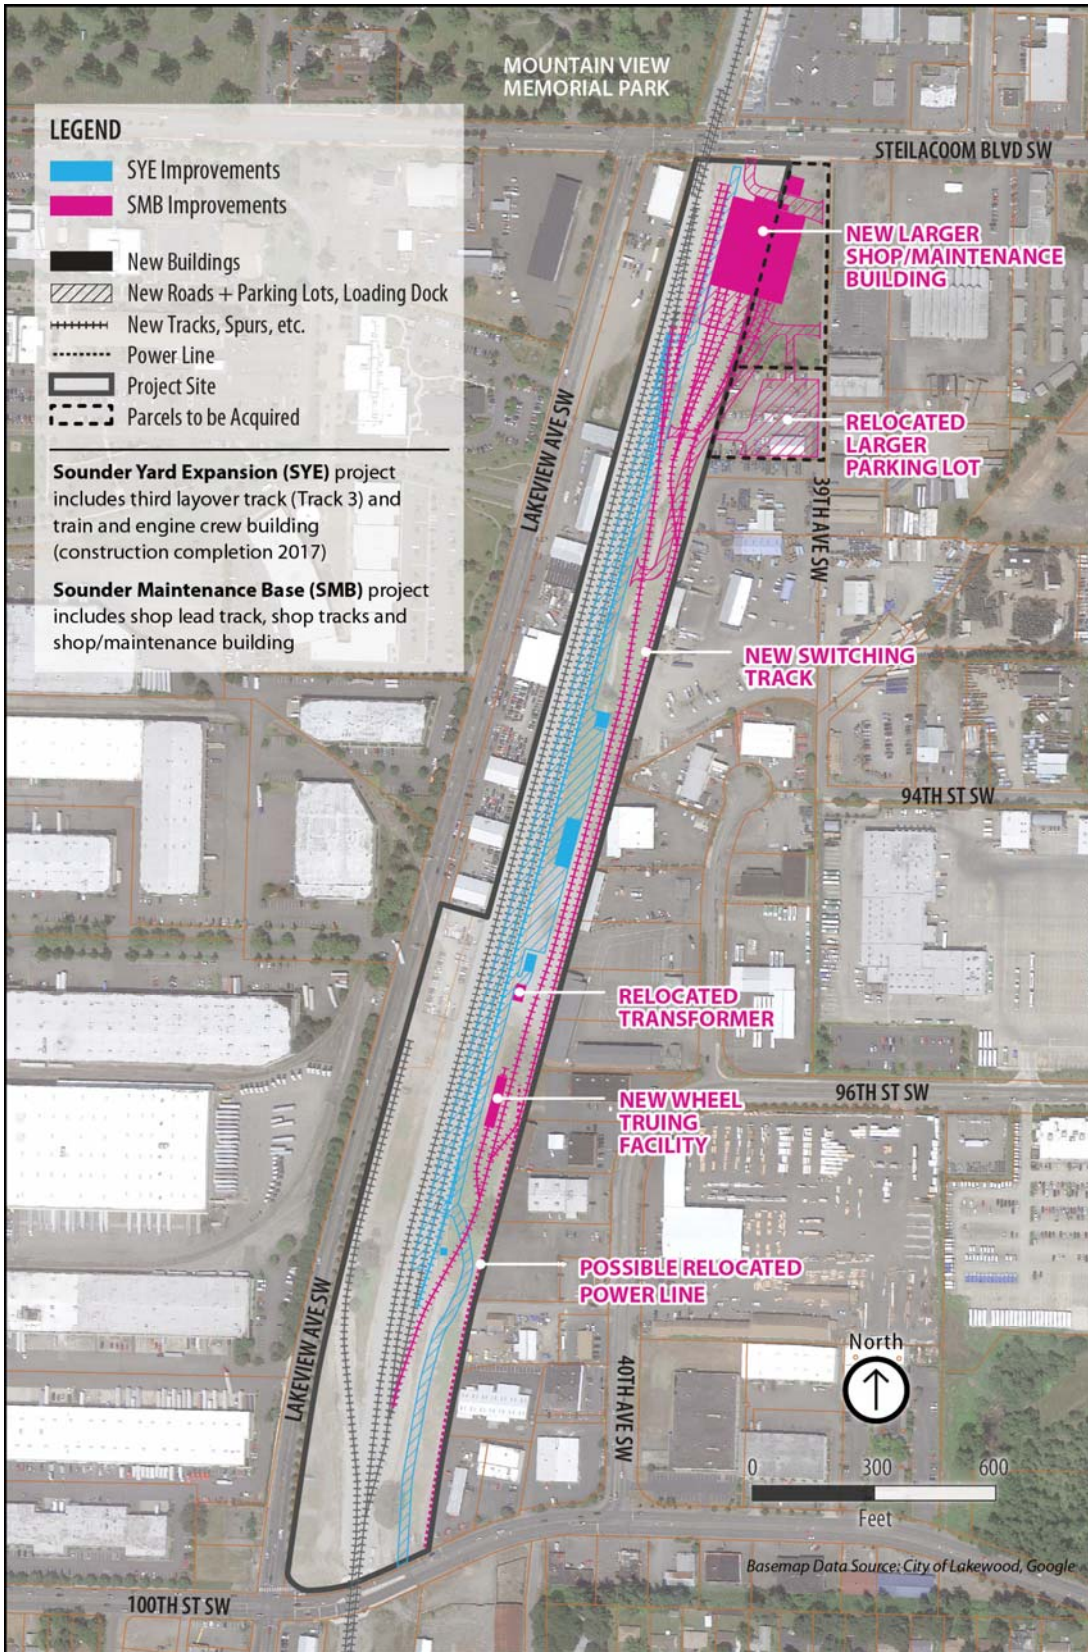 MOUNTAIN VIEW
MEMORIAL PARK
STEILACOOM BLVD SW
LEGEND
SYE Improvements
SMB Improvements
New Buildings
New Roads + Parking Lots, Loading Dock
New Tracks, Spurs, etc.
Power Line
Project Site
Parcels to be Acquired
Sounder Yard Expansion (SYE) project
includes third layover track (Track 3) and
train and engine crew building
(construction completion 2017)
Sounder Maintenance Base (SMB) project
includes shop lead track, shop tracks and
shop/maintenance building
NEW LARGER
SHOP/MAINTENANCE
BUILDING
LAKEVIEW AVE SW
RELOCATED
LARGER
PARKING LOT
39TH AVE SW
NEW SWITCHING
TRACK
94TH ST SW
RELOCATED
TRANSFORMER
96TH ST SW
NEW WHEEL
TRUING
FACILITY
POSSIBLE RELOCATED
POWER LINE
LAKEVIEW AVE SW
40TH AVE SW
North
0 300 600
Feet
Basemap Data Source: City of Lakewood, Google
100TH ST SW